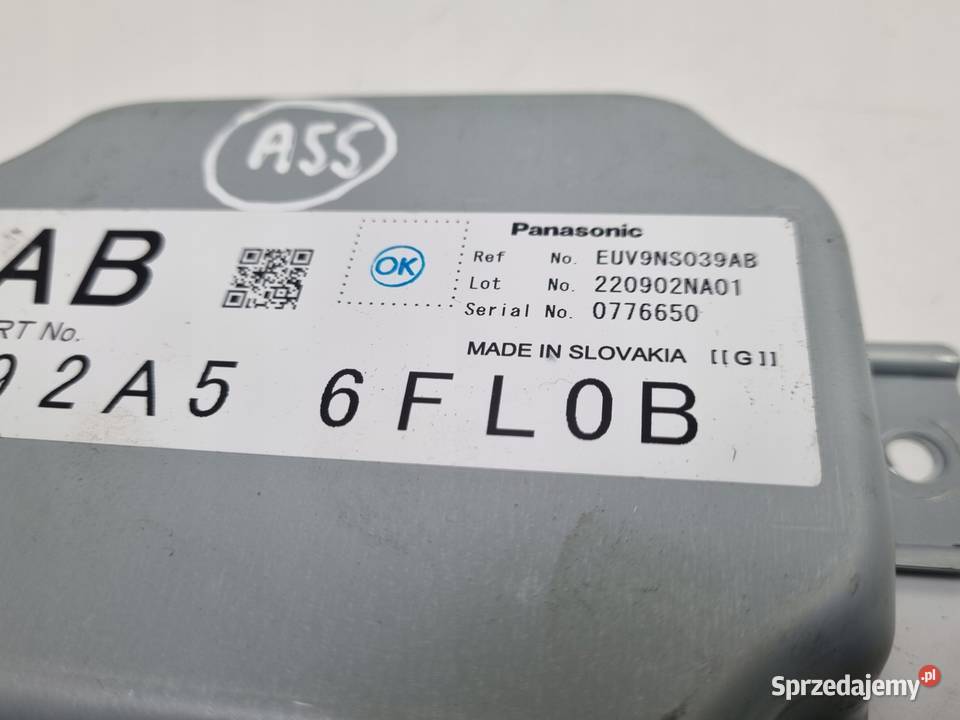 A55
AB
Panasonic
OK
Ref No. EUV9NS039AB
Lot No. 220902NA01
Serial No. 0776650
RT No.
MADE IN SLOVAKIA [[G]]
92A5 6FL0B
Sprzedajemy.pl